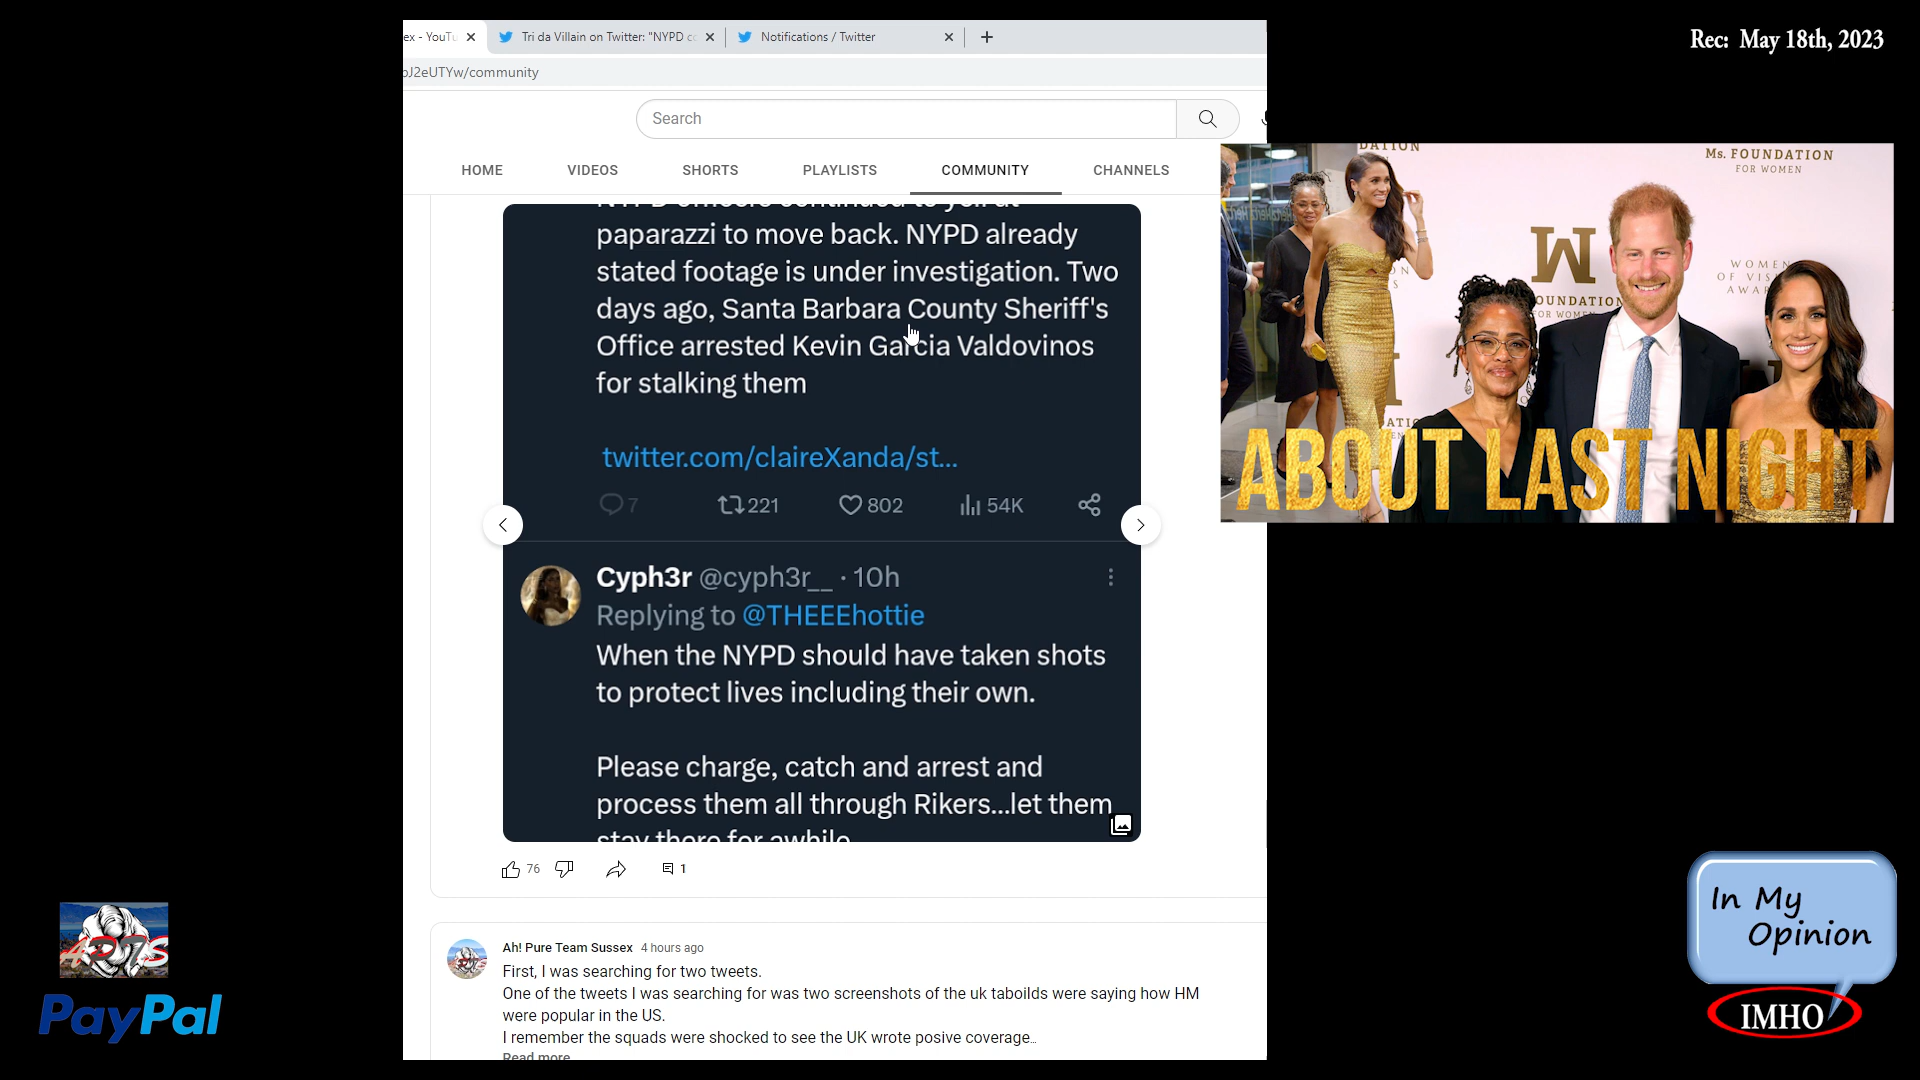 Rec: May 18th, 2023
ex - YouTu
Tri da Villain on Twitter: "NYPD co
Notifications / Twitter
J2eUTYw/community
Search
HOME
VIDEOS
SHORTS
PLAYLISTS
COMMUNITY
CHANNELS
NYPD officers continued to yell at
paparazzi to move back. NYPD already
stated footage is under investigation. Two
days ago, Santa Barbara County Sheriff's
Office arrested Kevin Garcia Valdovinos
for stalking them
twitter.com/claireXanda/st...
7
221
802
54K
Cyph3r @cyph3r__ · 10h
Replying to @THEEEhottie
When the NYPD should have taken shots
to protect lives including their own.
Please charge, catch and arrest and
process them all through Rikers...let them
stay there for awhile
76
1
Ah! Pure Team Sussex 4 hours ago
First, I was searching for two tweets.
One of the tweets I was searching for was two screenshots of the uk taboilds were saying how HM
were popular in the US.
I remember the squads were shocked to see the UK wrote posive coverage...
Read more
DATION
Ms. FOUNDATION
FOR WOMEN
W
FOUNDATION
FOR WOMEN
WOMEN
OF VIS
AWA
ABOUT LAST NIGHT
APTS
PayPal
In My
Opinion
IMHO